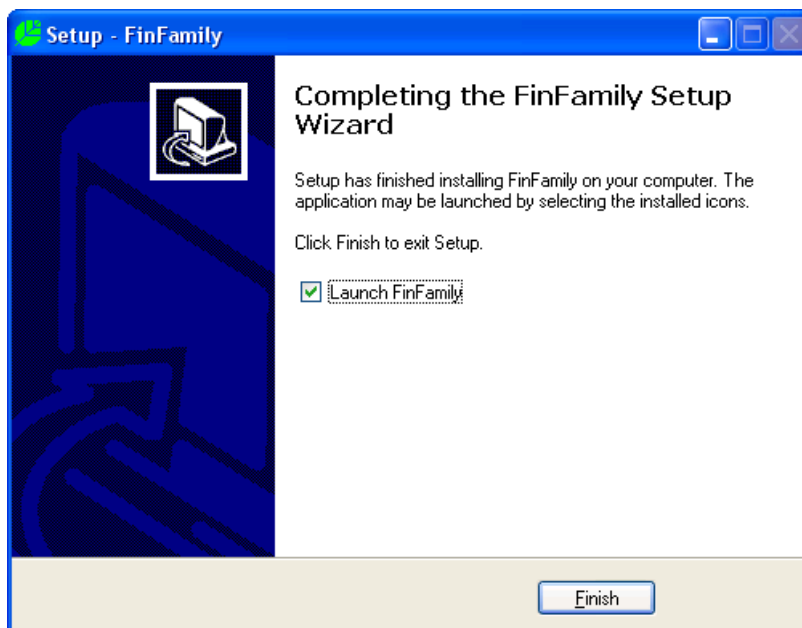 Setup - FinFamily
Completing the FinFamily Setup
Wizard
Setup has finished installing FinFamily on your computer. The
application may be launched by selecting the installed icons.
Click Finish to exit Setup.
Launch FinFamily
Finish